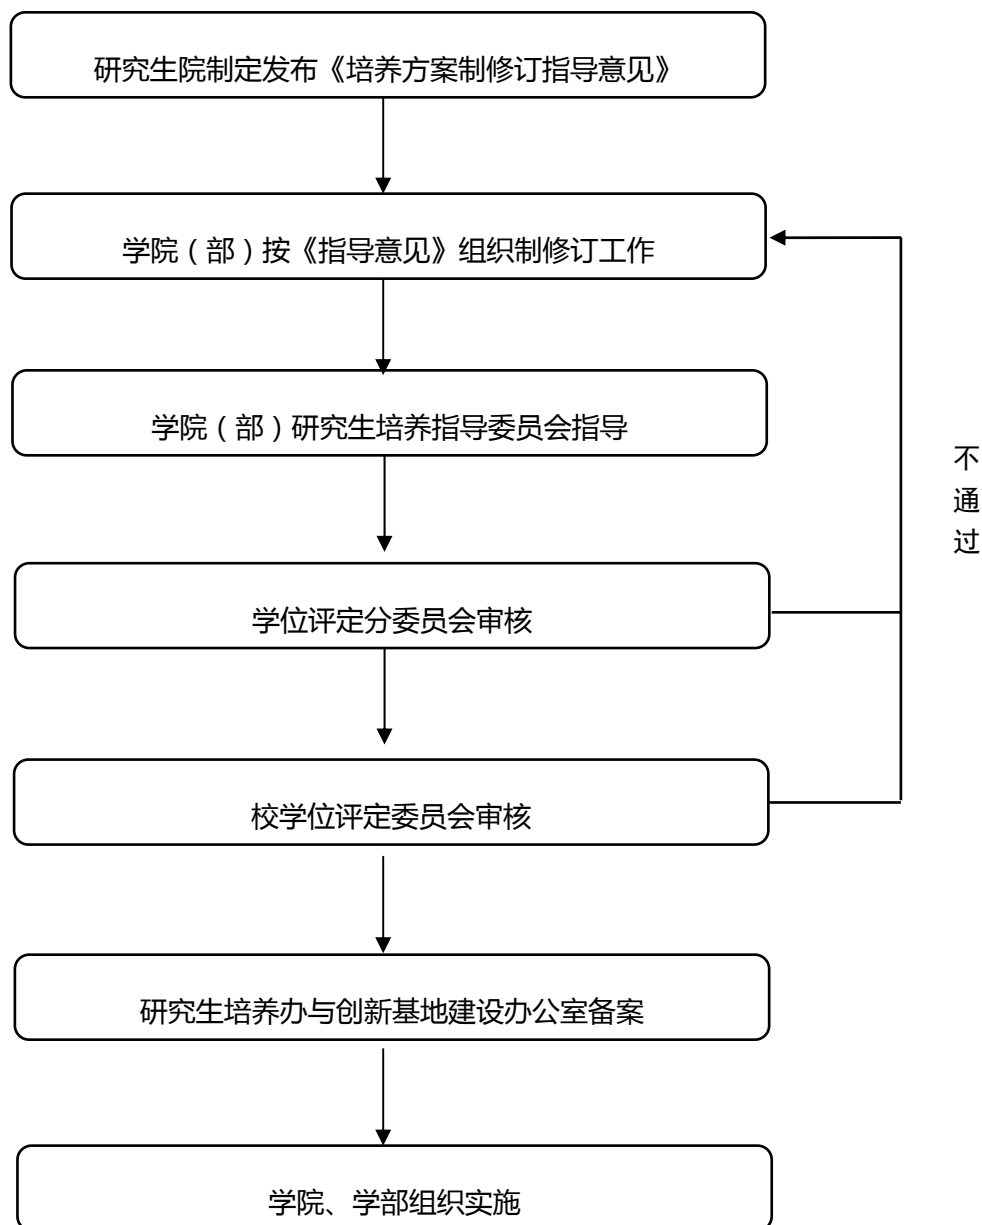 研究生院制定发布《培养方案制修订指导意见》
学院（部）按《指导意见》组织制修订工作
学院（部）研究生培养指导委员会指导
不
通
过
学位评定分委员会审核
校学位评定委员会审核
研究生培养办与创新基地建设办公室备案
学院、学部组织实施